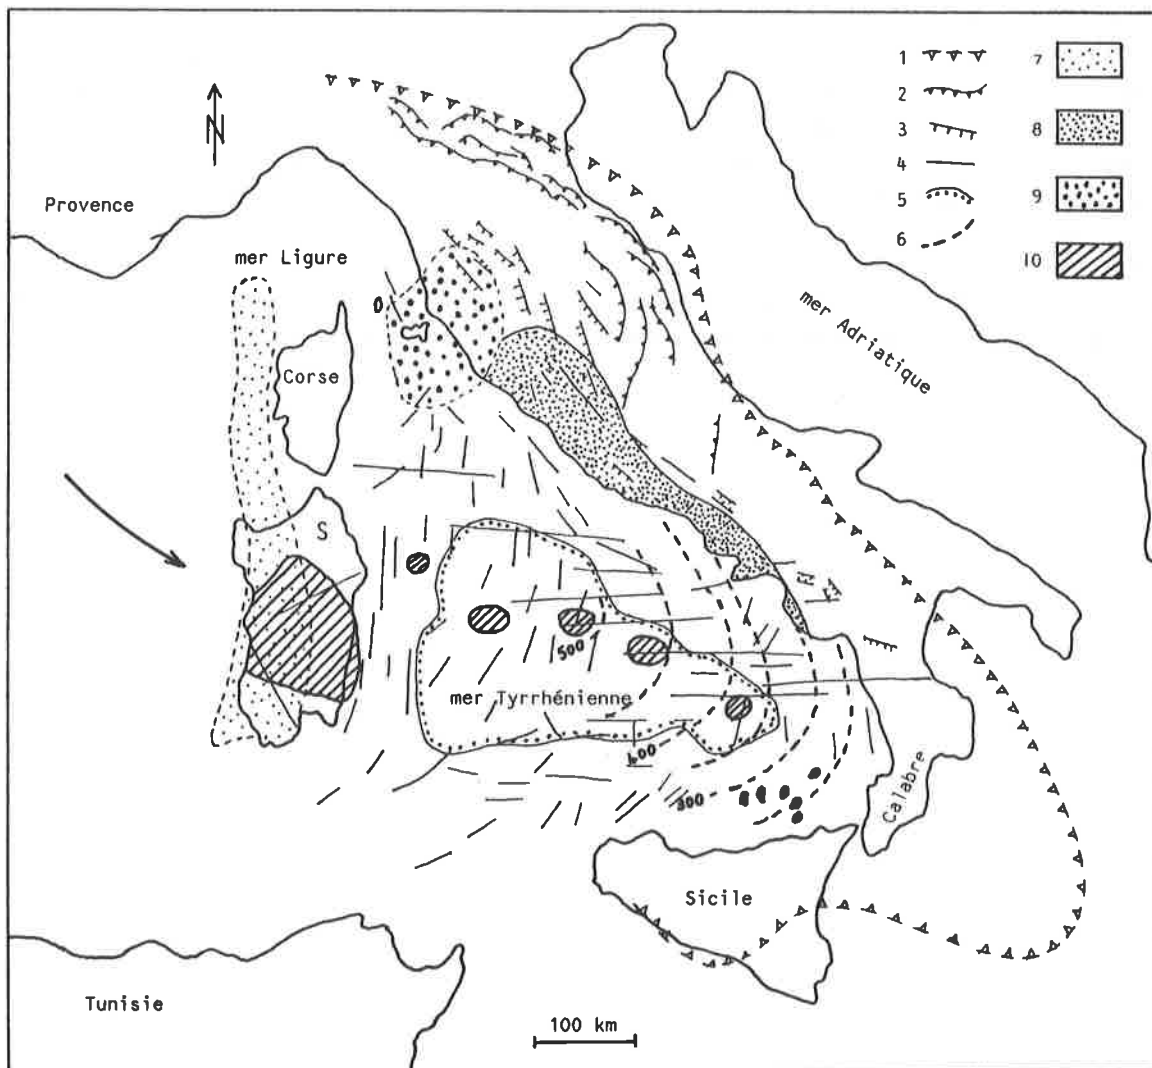 1
2
3
4
5
6
7
8
9
10
N
Provence
mer Ligure
Corse
mer Adriatique
S
500
mer Tyrrhénienne
400
300
Calabre
Sicile
Tunisie
100 km